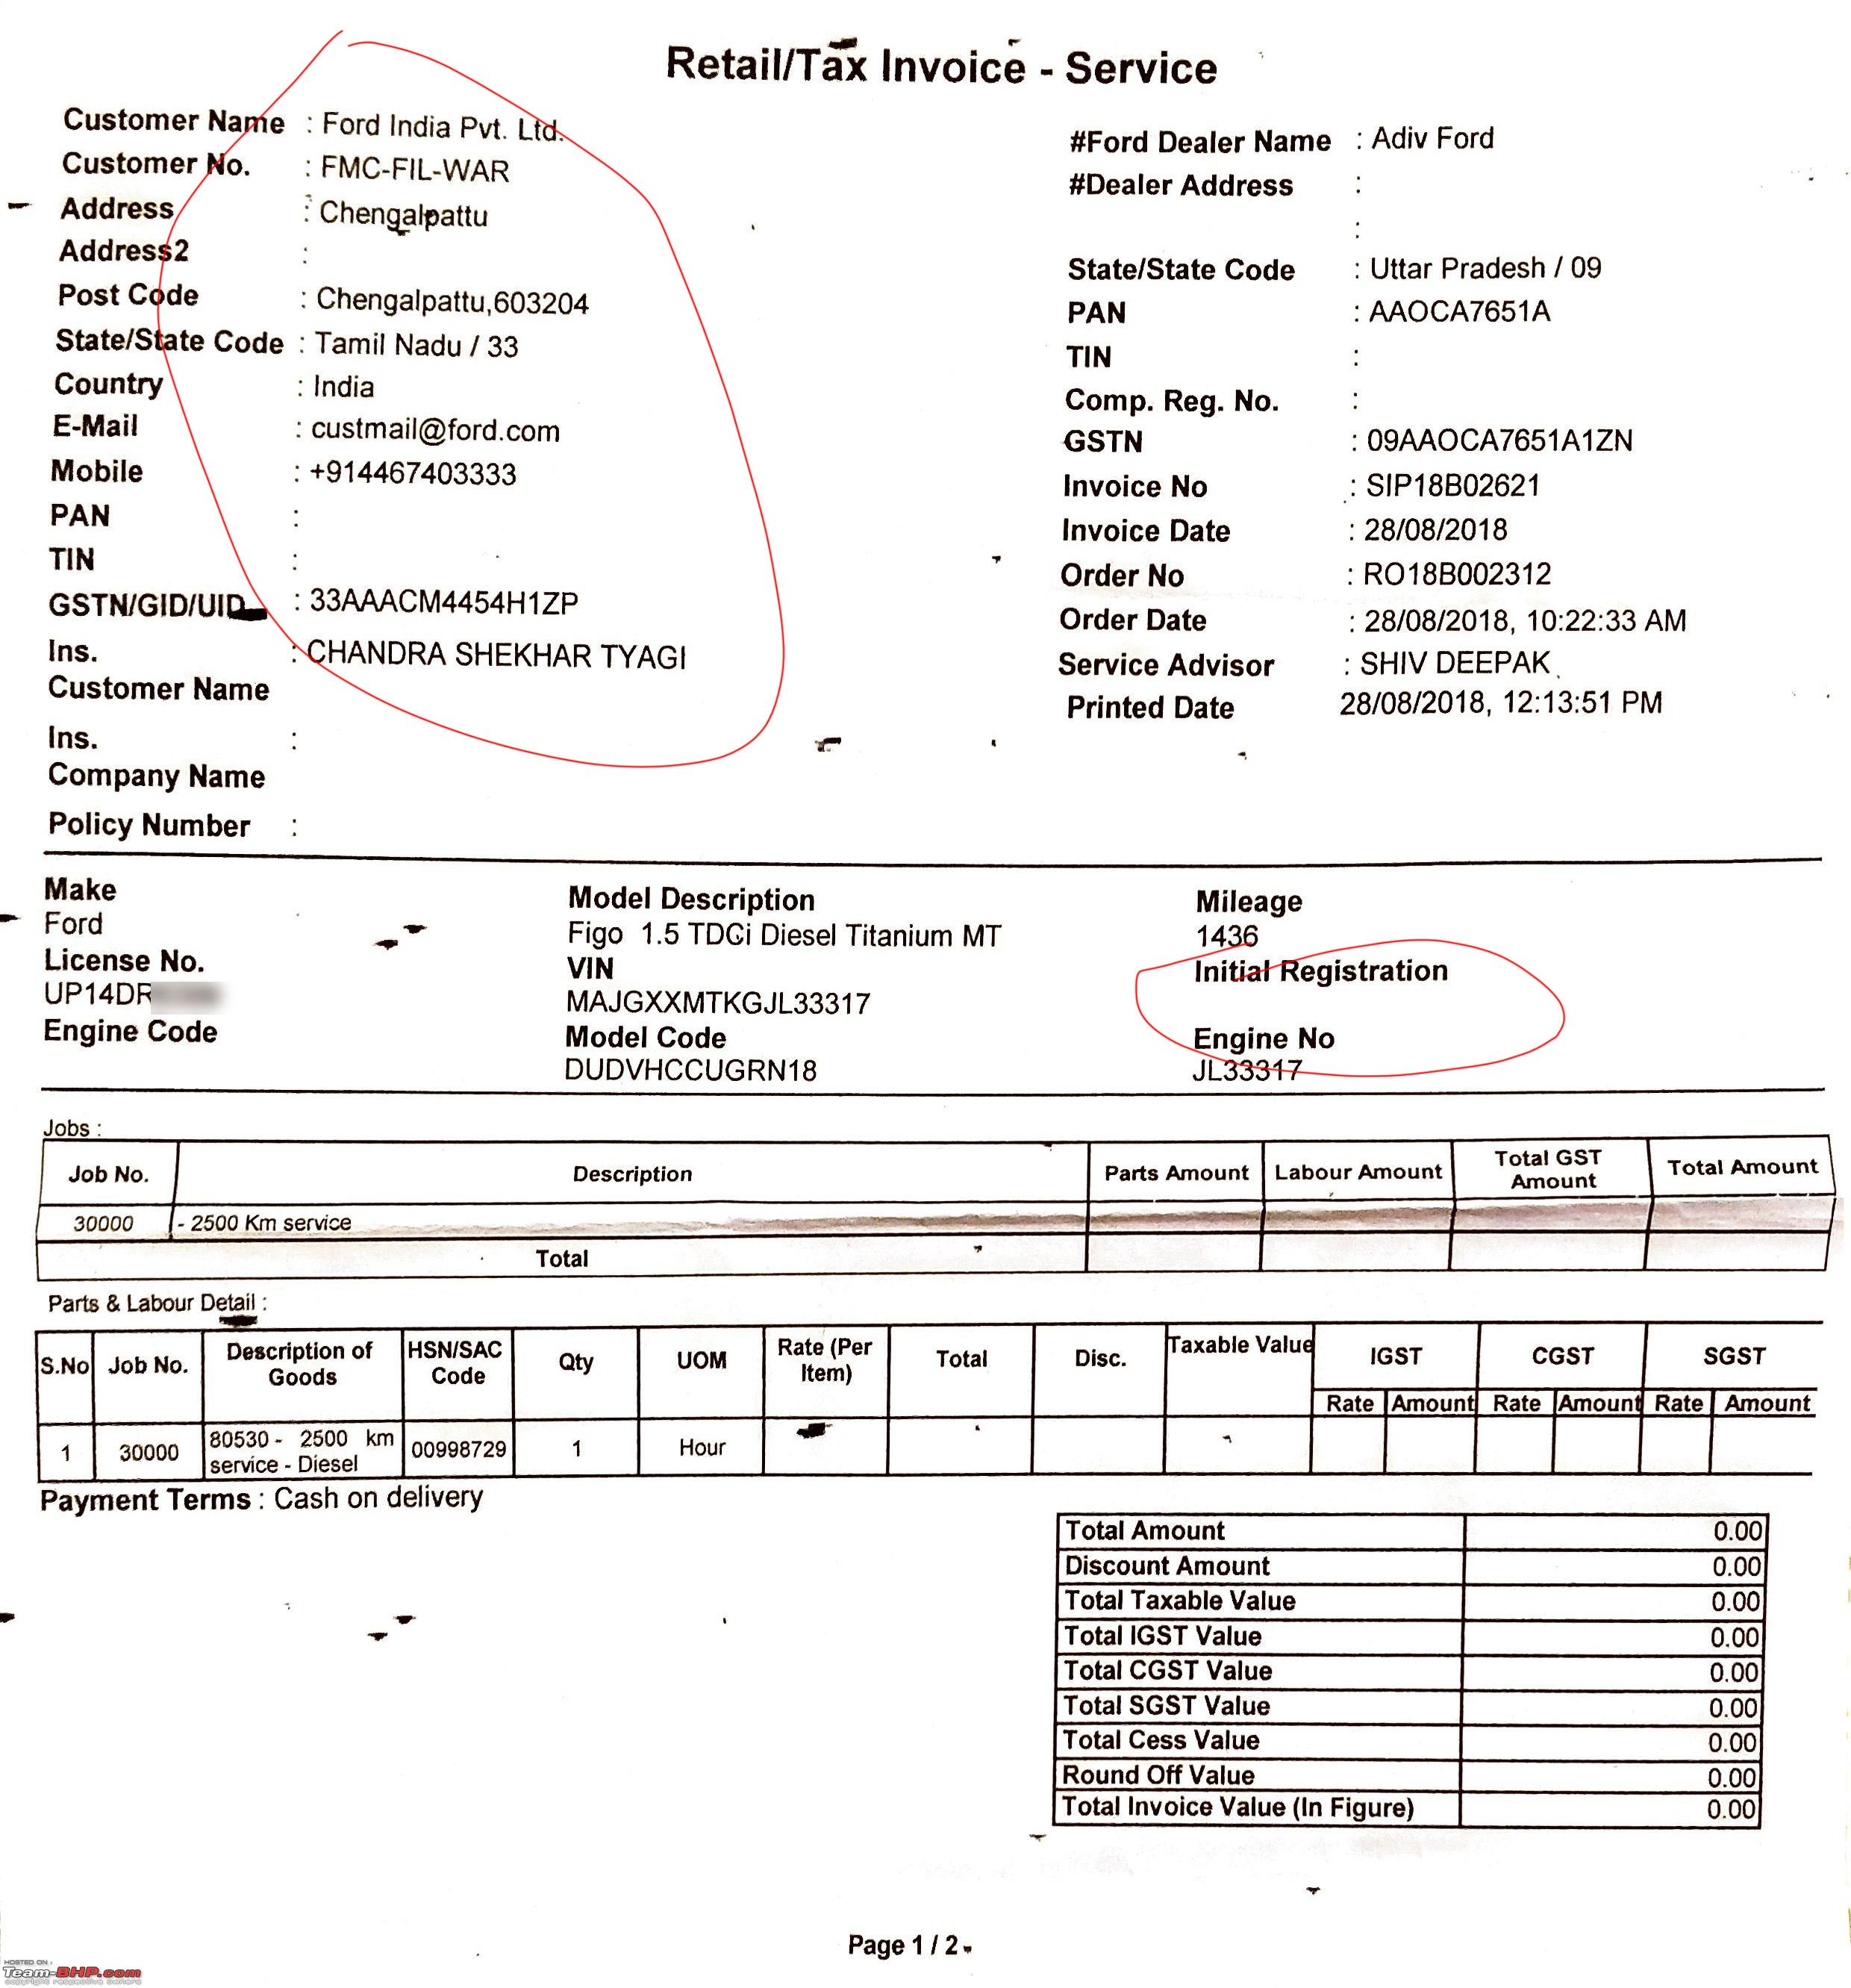 Retail/Tax Invoice - Service
Customer Name : Ford India Pvt. Ltd.
Customer No. : FMC-FIL-WAR
Address : Chengalpattu
Address2 :
Post Code : Chengalpattu,603204
State/State Code : Tamil Nadu / 33
Country : India
E-Mail : custmail@ford.com
Mobile : +914467403333
PAN :
TIN :
GSTN/GID/UID : 33AAACM4454H1ZP
Ins. : CHANDRA SHEKHAR TYAGI
Customer Name
Ins. :
Company Name
Policy Number :
#Ford Dealer Name : Adiv Ford
#Dealer Address :
:
State/State Code : Uttar Pradesh / 09
PAN : AAOCA7651A
TIN :
Comp. Reg. No. :
GSTN : 09AAOCA7651A1ZN
Invoice No : SIP18B02621
Invoice Date : 28/08/2018
Order No : RO18B002312
Order Date : 28/08/2018, 10:22:33 AM
Service Advisor : SHIV DEEPAK
Printed Date 28/08/2018, 12:13:51 PM
Make
Ford
License No.
UP14DR
Engine Code
Model Description
Figo 1.5 TDCi Diesel Titanium MT
VIN
MAJGXXMTKGJL33317
Model Code
DUDVHCCUGRN18
Mileage
1436
Initial Registration
Engine No
JL33317
Jobs :
Job No. Description Parts Amount Labour Amount Total GST Amount Total Amount
30000 - 2500 Km service
Total
Parts & Labour Detail :
S.No Job No. Description of Goods HSN/SAC Code Qty UOM Rate (Per Item) Total Disc. Taxable Value IGST CGST SGST
Rate Amount Rate Amount Rate Amount
1 30000 80530 - 2500 km service - Diesel 00998729 1 Hour
Payment Terms : Cash on delivery
Total Amount 0.00
Discount Amount 0.00
Total Taxable Value 0.00
Total IGST Value 0.00
Total CGST Value 0.00
Total SGST Value 0.00
Total Cess Value 0.00
Round Off Value 0.00
Total Invoice Value (In Figure) 0.00
Page 1 / 2
HOSTED ON :
Team-BHP.com
copyright respective owners